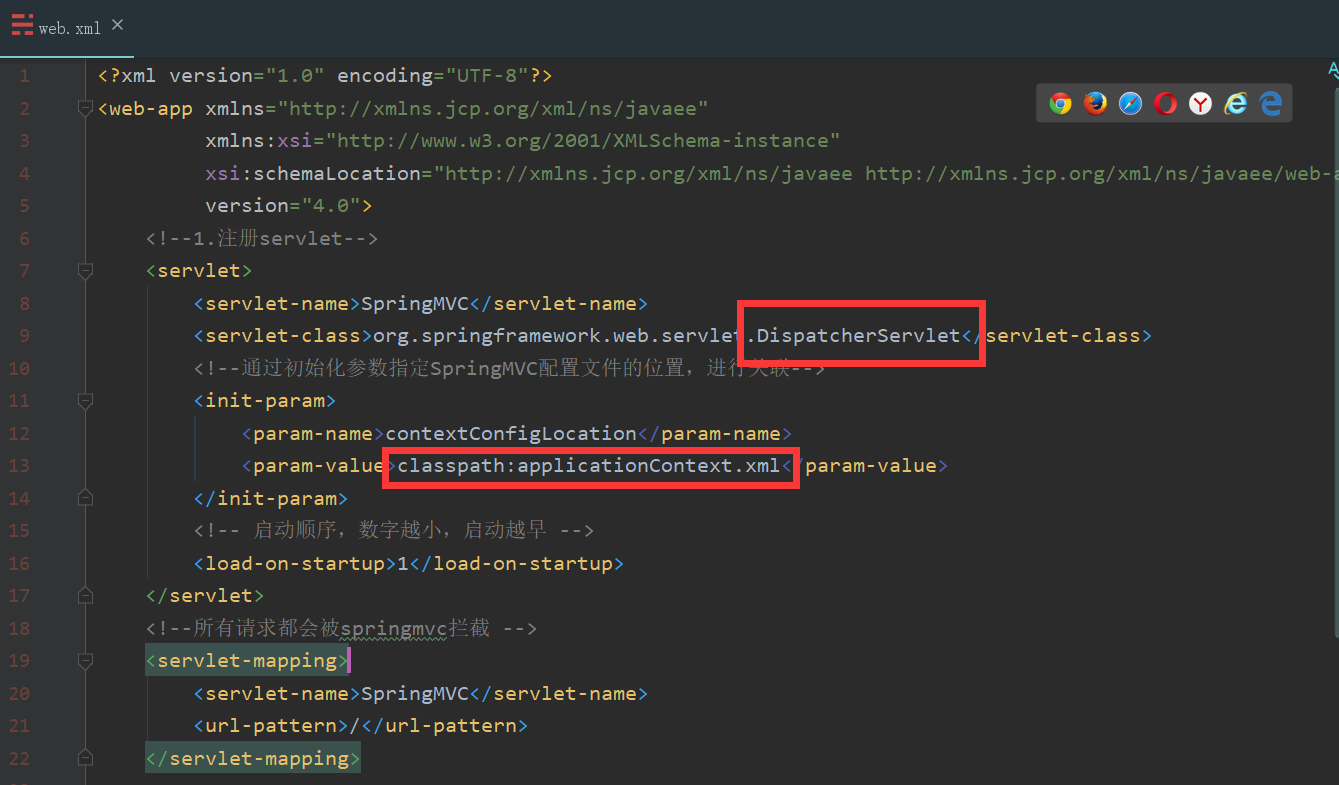 web.xml
1 <?xml version="1.0" encoding="UTF-8"?>
2 <web-app xmlns="http://xmlns.jcp.org/xml/ns/javaee"
3 xmlns:xsi="http://www.w3.org/2001/XMLSchema-instance"
4 xsi:schemaLocation="http://xmlns.jcp.org/xml/ns/javaee http://xmlns.jcp.org/xml/ns/javaee/web-a
5 version="4.0">
6 <!--1.注册servlet-->
7 <servlet>
8 <servlet-name>SpringMVC</servlet-name>
9 <servlet-class>org.springframework.web.servlet.DispatcherServlet</servlet-class>
10 <!--通过初始化参数指定SpringMVC配置文件的位置，进行关联-->
11 <init-param>
12 <param-name>contextConfigLocation</param-name>
13 <param-value>classpath:applicationContext.xml</param-value>
14 </init-param>
15 <!-- 启动顺序，数字越小，启动越早 -->
16 <load-on-startup>1</load-on-startup>
17 </servlet>
18 <!--所有请求都会被springmvc拦截 -->
19 <servlet-mapping>
20 <servlet-name>SpringMVC</servlet-name>
21 <url-pattern>/</url-pattern>
22 </servlet-mapping>